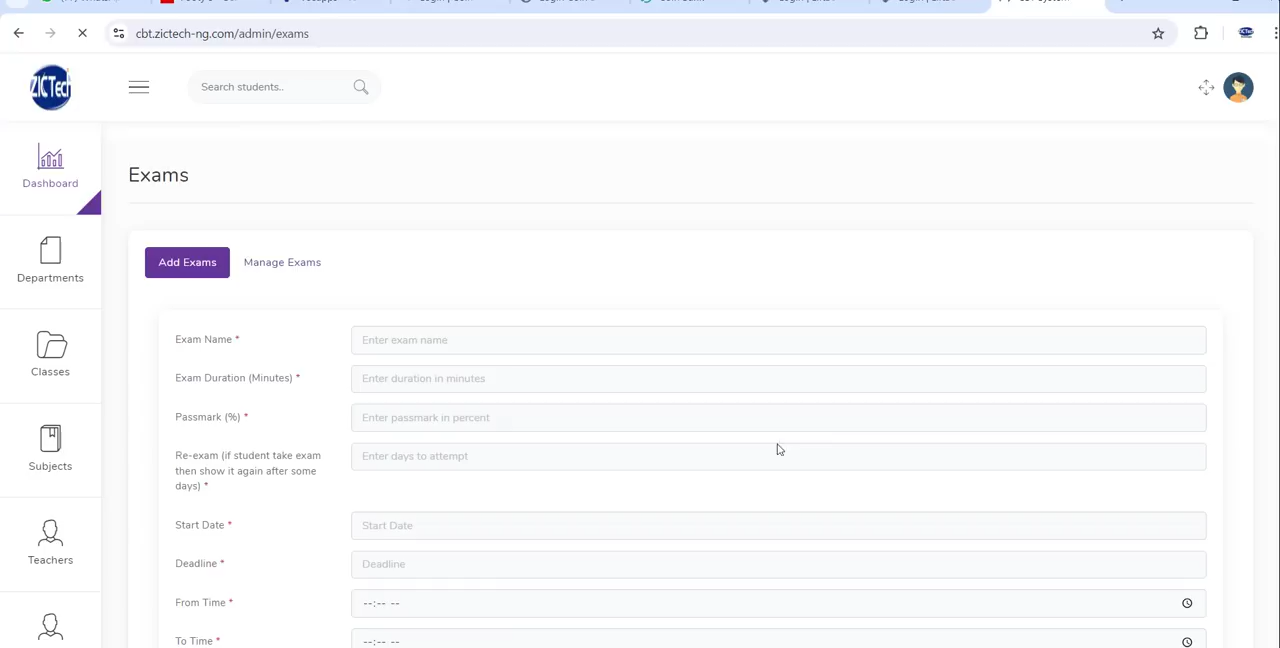 cbt.zictech-ng.com/admin/exams
ZICTech
Search students..
Dashboard
Departments
Classes
Subjects
Teachers
Exams
Add Exams
Manage Exams
Exam Name *
Enter exam name
Exam Duration (Minutes) *
Enter duration in minutes
Passmark (%) *
Enter passmark in percent
Re-exam (if student take exam
then show it again after some
days) *
Enter days to attempt
Start Date *
Start Date
Deadline *
Deadline
From Time *
--:-- --
To Time *
--:-- --